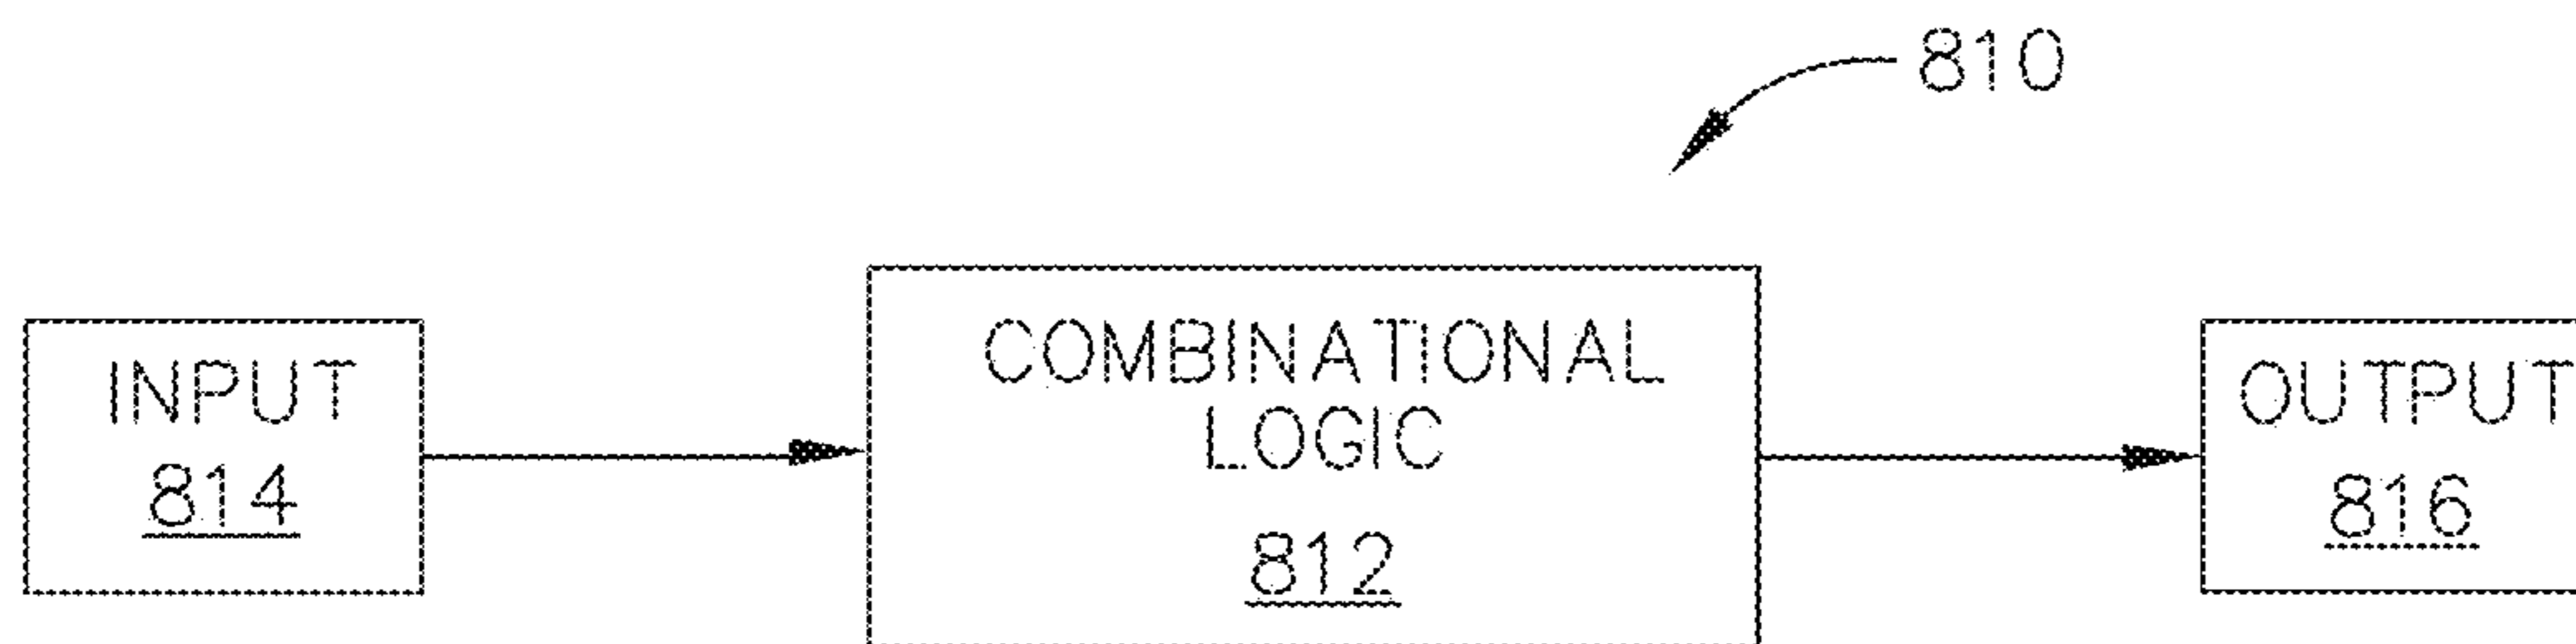 810
INPUT
814
COMBINATIONAL
LOGIC
812
OUTPUT
816